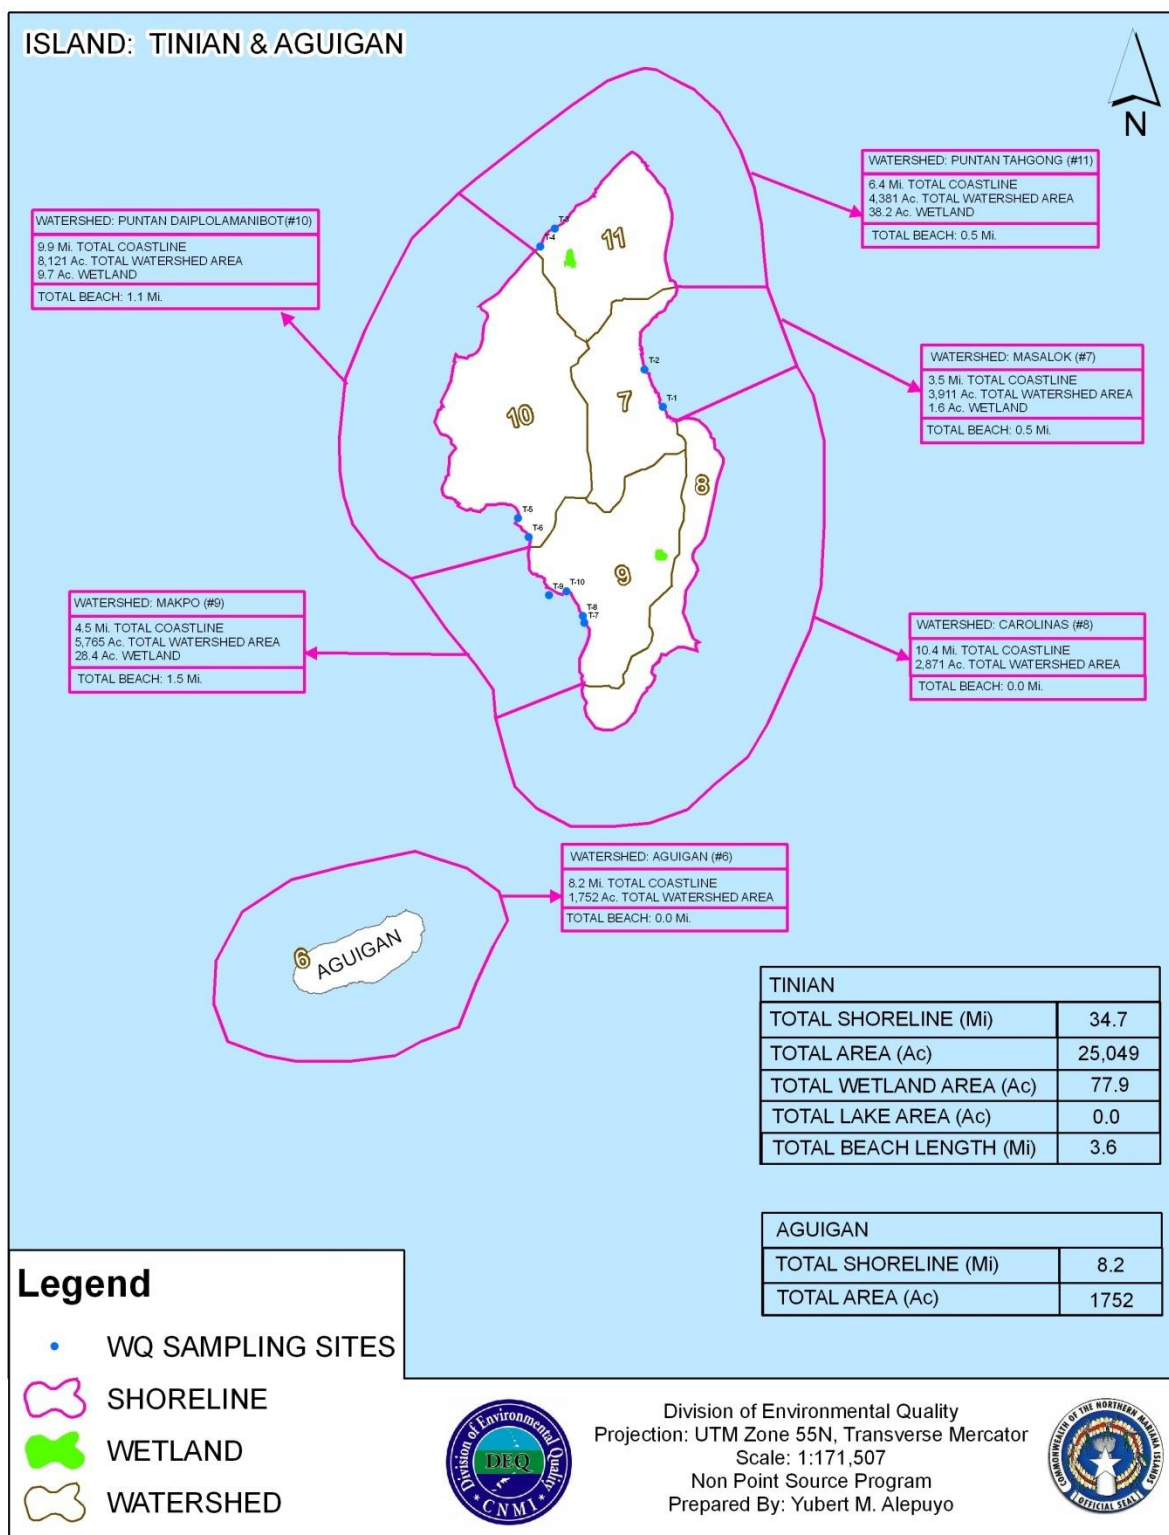 ISLAND: TINIAN & AGUIGAN
N
WATERSHED: PUNTAN TAHGONG (#11)
6.4 Mi. TOTAL COASTLINE
4,381 Ac. TOTAL WATERSHED AREA
38.2 Ac. WETLAND
TOTAL BEACH: 0.5 Mi.
WATERSHED: PUNTAN DAIPLOLAMANIBOT(#10)
9.9 Mi. TOTAL COASTLINE
8,121 Ac. TOTAL WATERSHED AREA
9.7 Ac. WETLAND
TOTAL BEACH: 1.1 Mi.
T-3
T-4
11
WATERSHED: MASALOK (#7)
3.5 Mi. TOTAL COASTLINE
3,911 Ac. TOTAL WATERSHED AREA
1.6 Ac. WETLAND
TOTAL BEACH: 0.5 Mi.
T-2
T-1
7
10
8
T-5
T-6
9
T-9
T-10
T-8
T-7
WATERSHED: MAKPO (#9)
4.5 Mi. TOTAL COASTLINE
5,765 Ac. TOTAL WATERSHED AREA
28.4 Ac. WETLAND
TOTAL BEACH: 1.5 Mi.
WATERSHED: CAROLINAS (#8)
10.4 Mi. TOTAL COASTLINE
2,871 Ac. TOTAL WATERSHED AREA
TOTAL BEACH: 0.0 Mi.
WATERSHED: AGUIGAN (#6)
8.2 Mi. TOTAL COASTLINE
1,752 Ac. TOTAL WATERSHED AREA
TOTAL BEACH: 0.0 Mi.
6
AGUIGAN
TINIAN
TOTAL SHORELINE (Mi) 34.7
TOTAL AREA (Ac) 25,049
TOTAL WETLAND AREA (Ac) 77.9
TOTAL LAKE AREA (Ac) 0.0
TOTAL BEACH LENGTH (Mi) 3.6
AGUIGAN
TOTAL SHORELINE (Mi) 8.2
TOTAL AREA (Ac) 1752
Legend
WQ SAMPLING SITES
SHORELINE
WETLAND
WATERSHED
Division of Environmental Quality
DEQ
CNMI
Division of Environmental Quality
Projection: UTM Zone 55N, Transverse Mercator
Scale: 1:171,507
Non Point Source Program
Prepared By: Yubert M. Alepuyo
COMMONWEALTH OF THE NORTHERN MARIANA ISLANDS
OFFICIAL SEAL